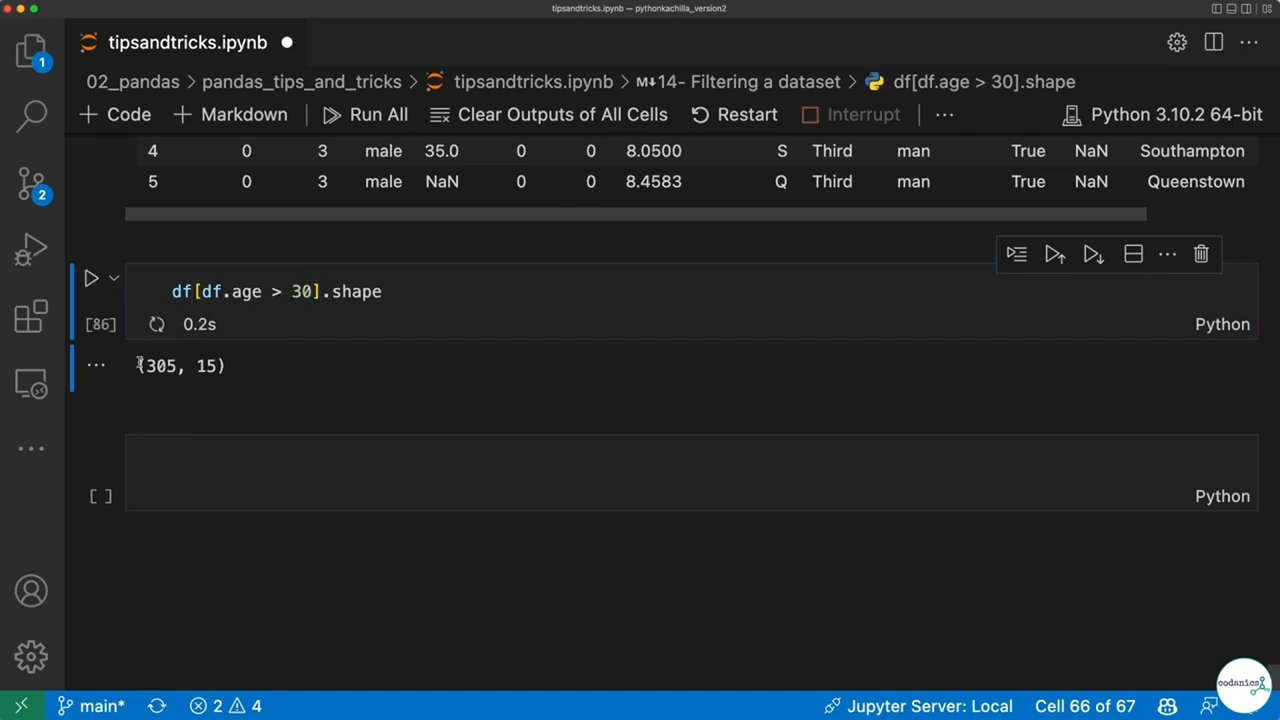 tipsandtricks.ipynb — pythonkachilla_version2
tipsandtricks.ipynb
1
02_pandas > pandas_tips_and_tricks > tipsandtricks.ipynb > M↓14- Filtering a dataset > df[df.age > 30].shape
+ Code + Markdown Run All Clear Outputs of All Cells Restart Interrupt ... Python 3.10.2 64-bit
4 0 3 male 35.0 0 0 8.0500 S Third man True NaN Southampton
5 0 3 male NaN 0 0 8.4583 Q Third man True NaN Queenstown
2
df[df.age > 30].shape
[86] 0.2s Python
(305, 15)
[ ] Python
codanics
main* 2 4 Jupyter Server: Local Cell 66 of 67